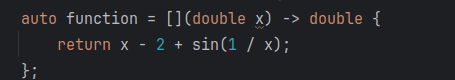 auto function = [](double x) -> double {
    return x - 2 + sin(1 / x);
};